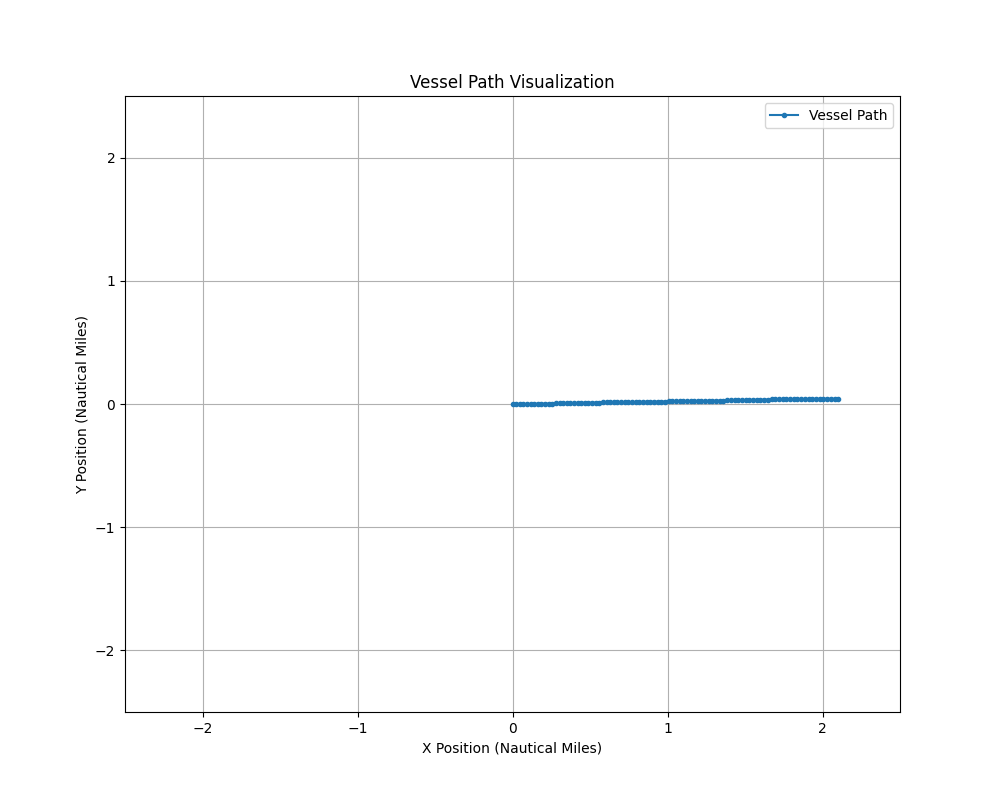 Vessel Path Visualization
Vessel Path
2
1
0
−1
−2
Y Position (Nautical Miles)
−2
−1
0
1
2
X Position (Nautical Miles)